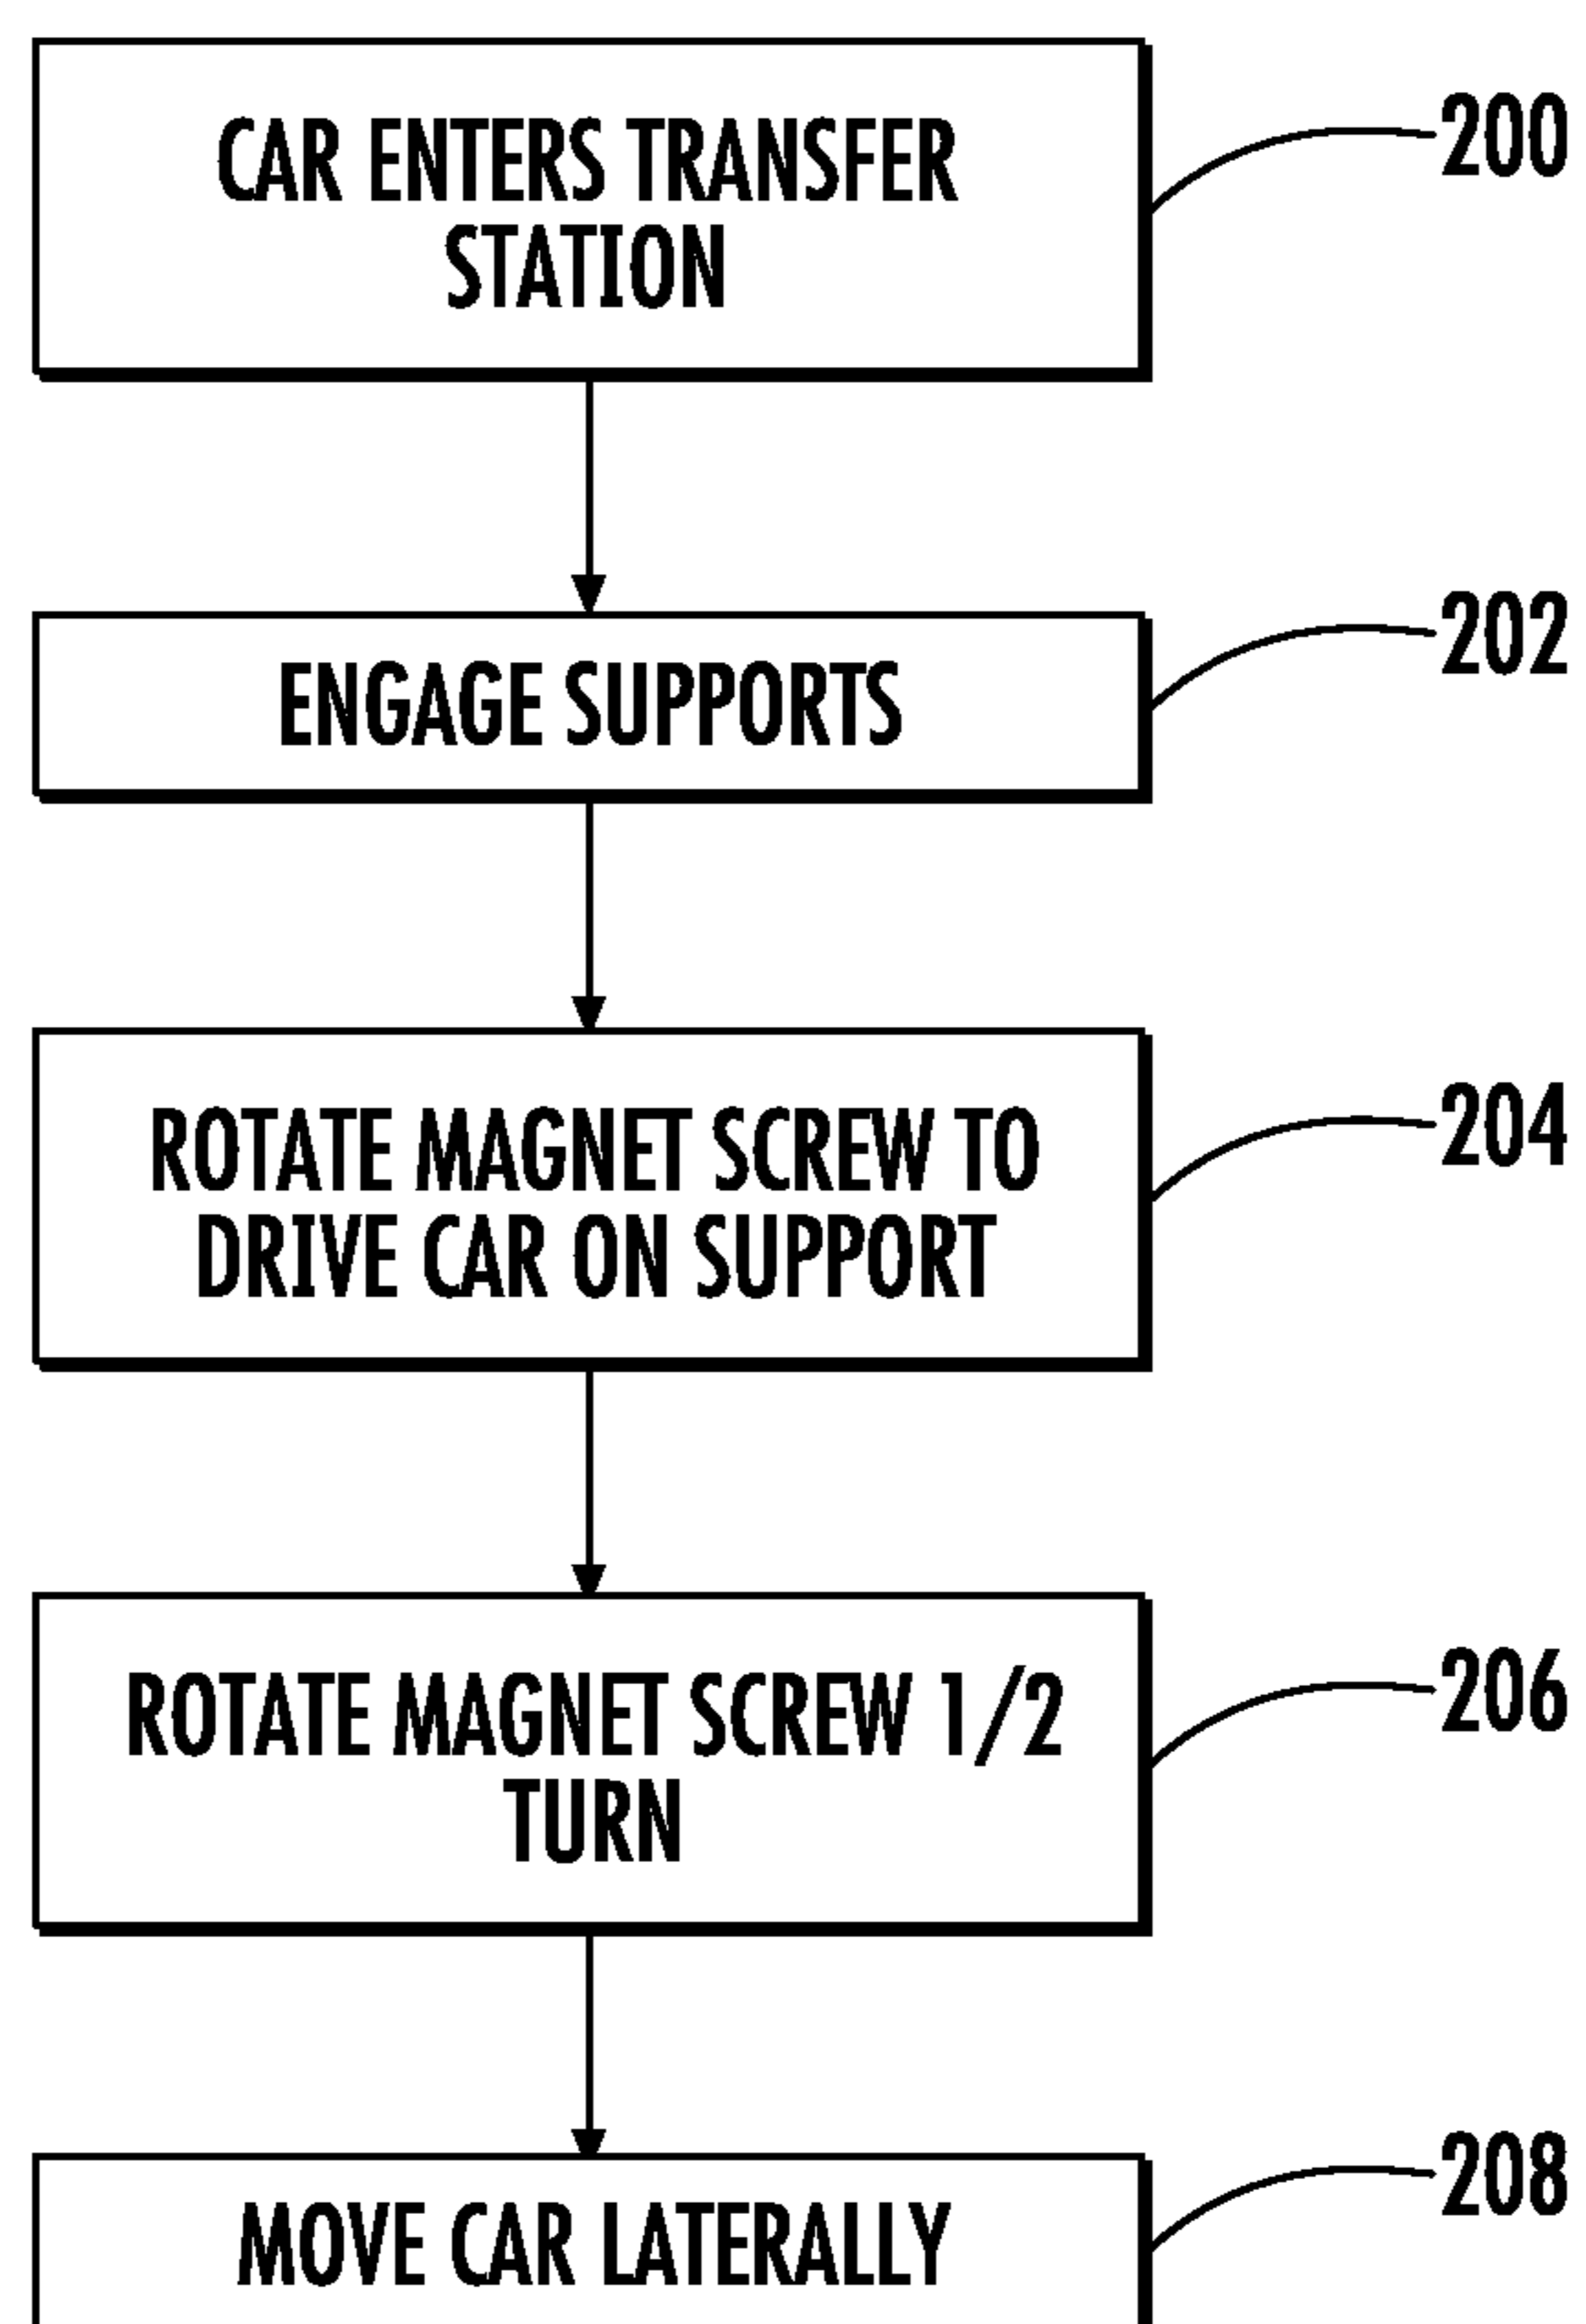 CAR ENTERS TRANSFER
STATION
200
ENGAGE SUPPORTS
202
ROTATE MAGNET SCREW TO
DRIVE CAR ON SUPPORT
204
ROTATE MAGNET SCREW 1/2
TURN
206
MOVE CAR LATERALLY
208